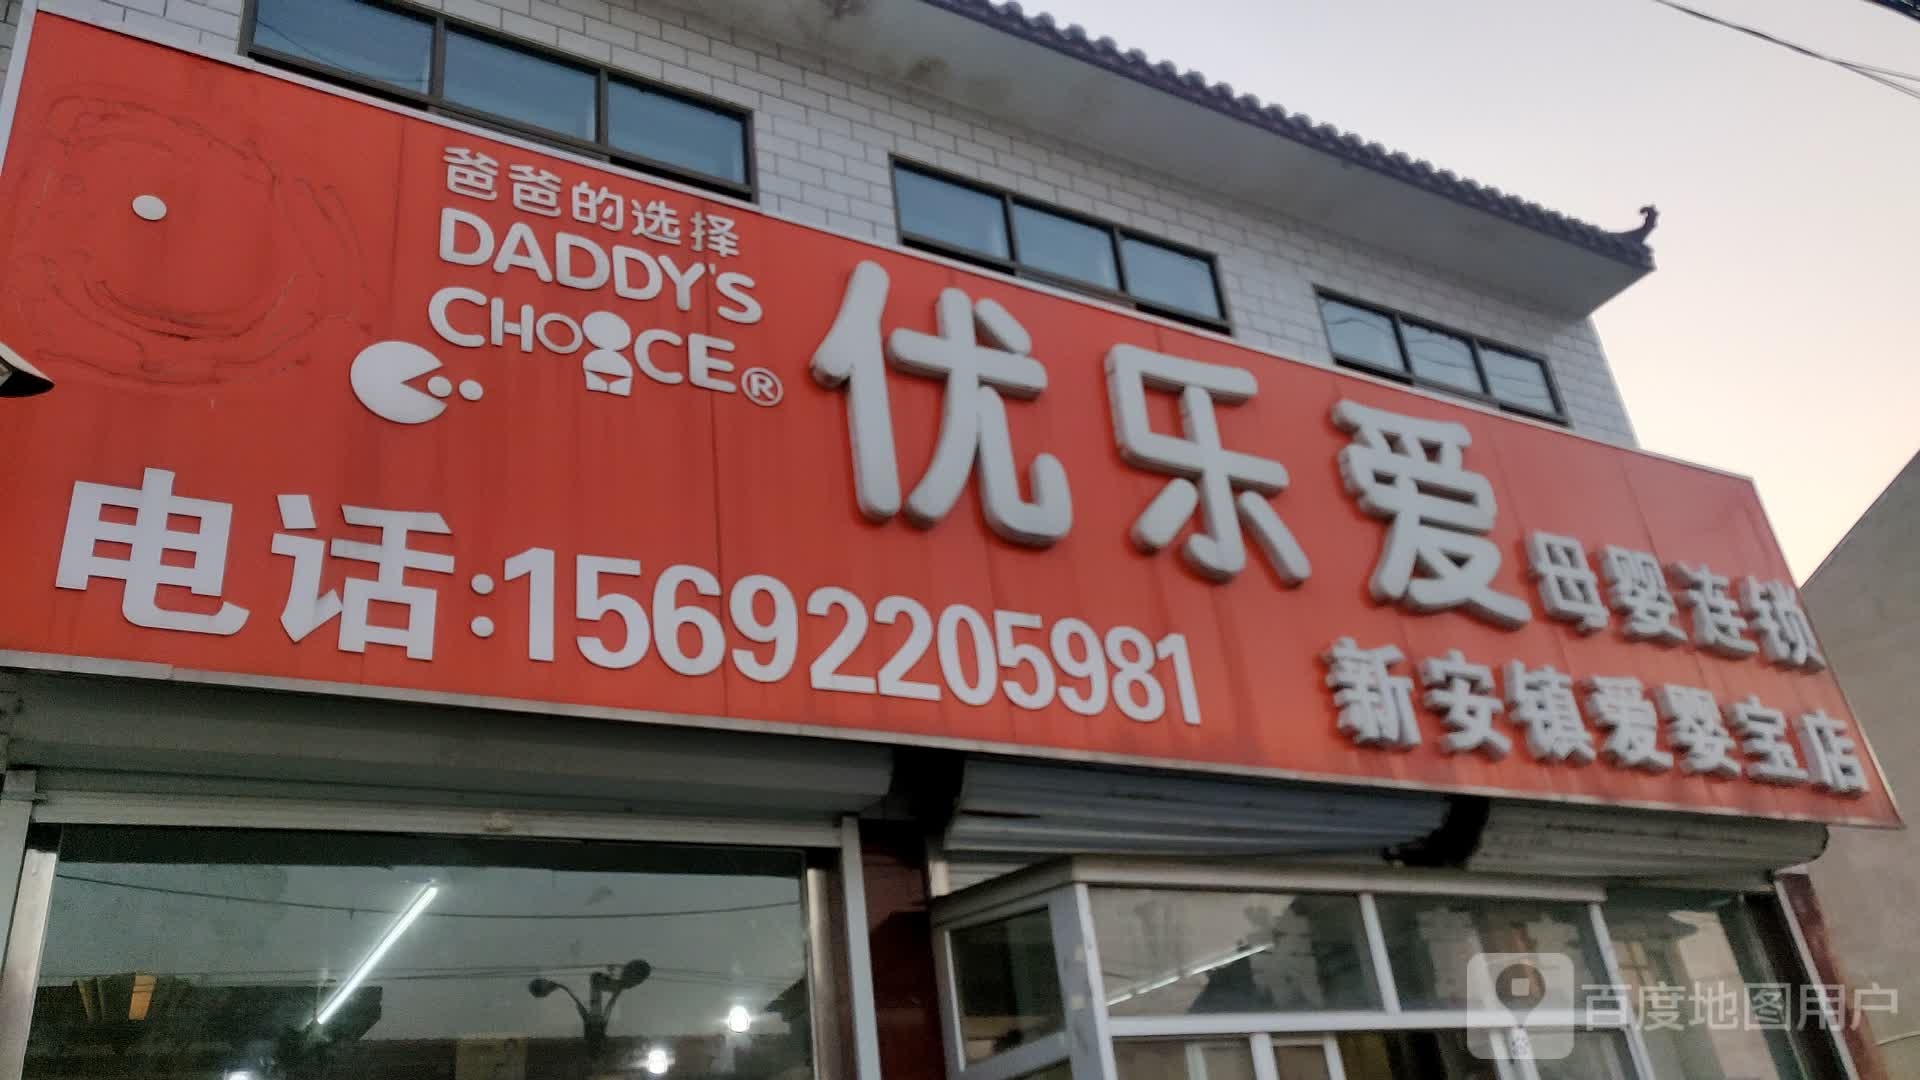 爸爸的选择
DADDY'S
CHOICE®
优乐爱
母婴连锁
电话:15692205981
新安镇爱婴宝店
百度地图用户